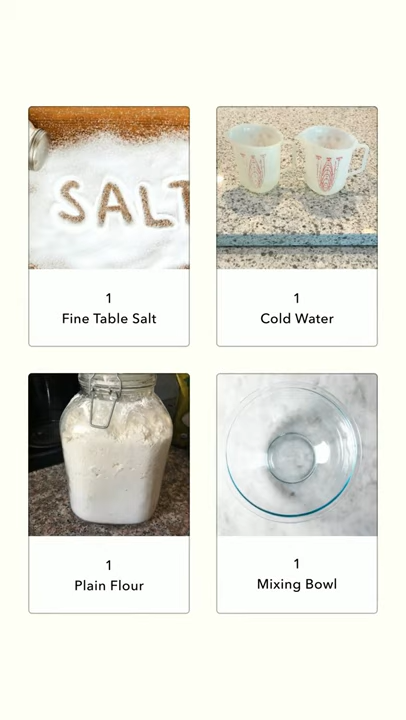 SALT
1
Fine Table Salt
1
Cold Water
1
Plain Flour
1
Mixing Bowl